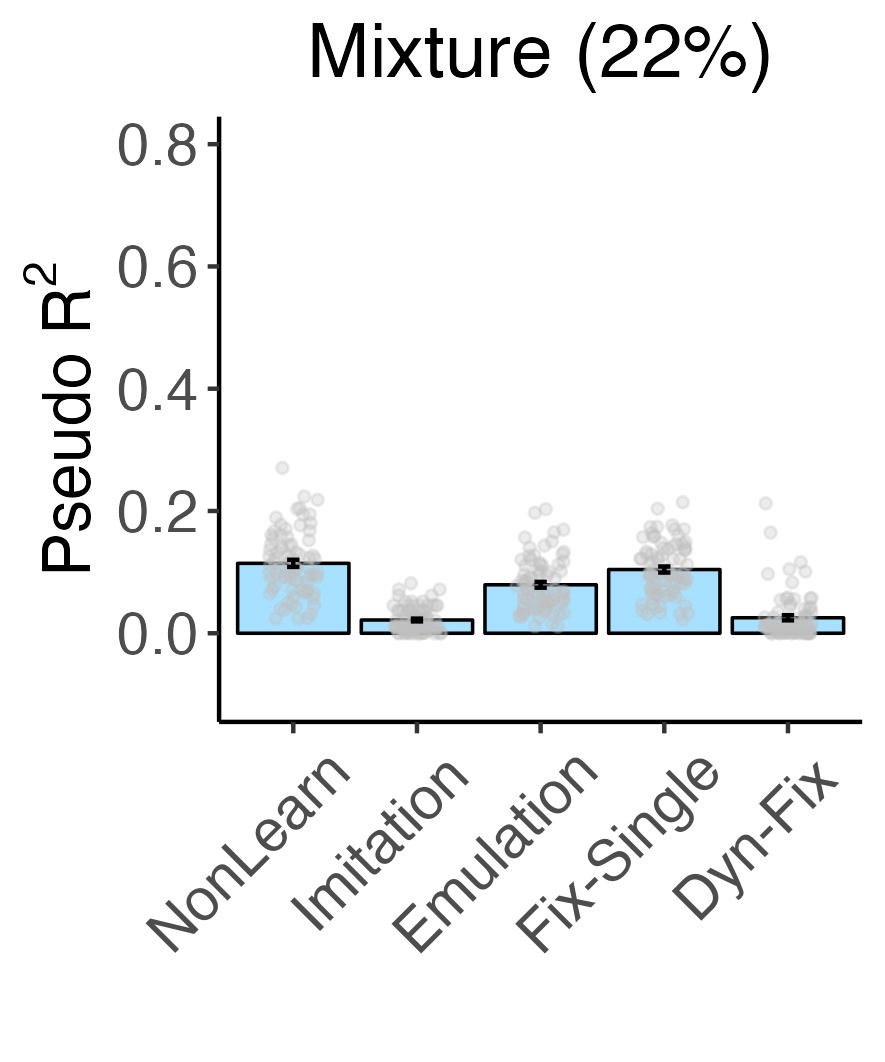 Mixture (22%)
Pseudo R²
0.8
0.6
0.4
0.2
0.0
NonLearn
Imitation
Emulation
Fix-Single
Dyn-Fix